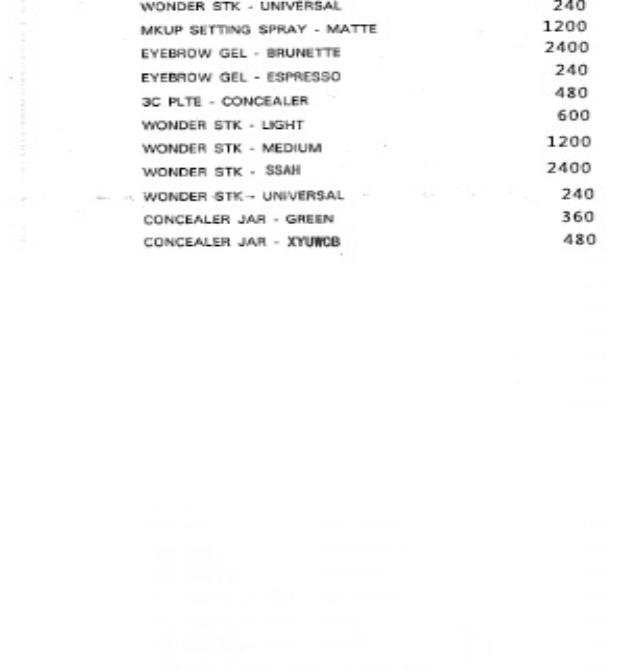 WONDER STK - UNIVERSAL 240
MKUP SETTING SPRAY - MATTE 1200
EYEBROW GEL - BRUNETTE 2400
EYEBROW GEL - ESPRESSO 240
3C PLTE - CONCEALER 480
WONDER STK - LIGHT 600
WONDER STK - MEDIUM 1200
WONDER STK - SSAH 2400
WONDER STK - UNIVERSAL 240
CONCEALER JAR - GREEN 360
CONCEALER JAR - XYUWCB 480